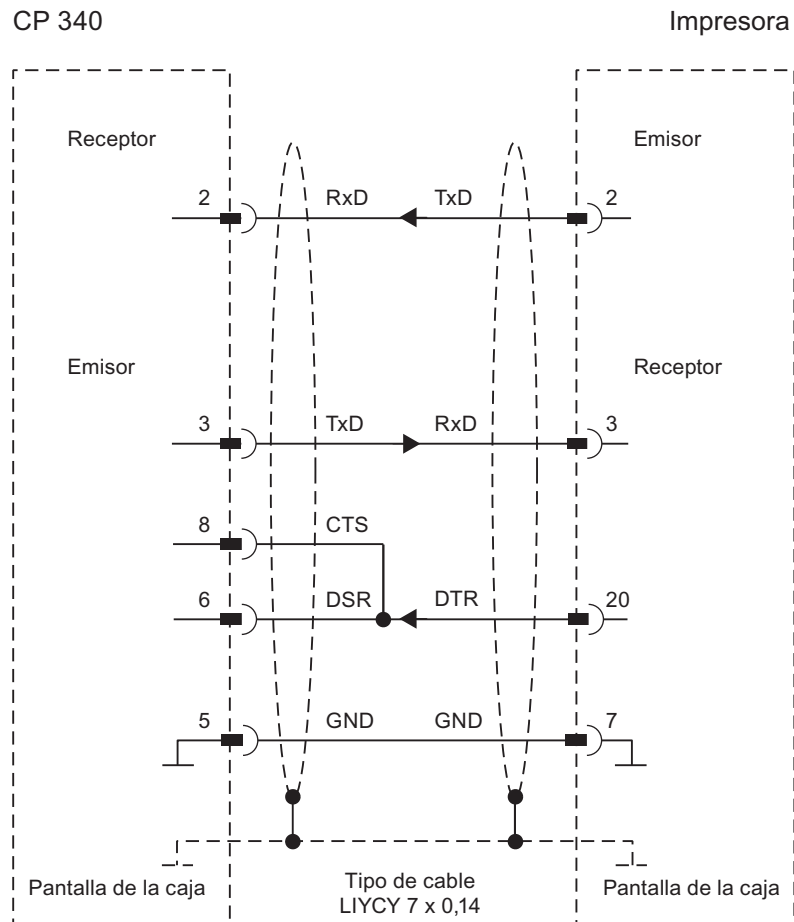 CP 340 Impresora
Receptor Emisor
2 RxD TxD 2
Emisor Receptor
3 TxD RxD 3
8 CTS
6 DSR DTR 20
5 GND GND 7
Pantalla de la caja Tipo de cable Pantalla de la caja
LIYCY 7 x 0,14